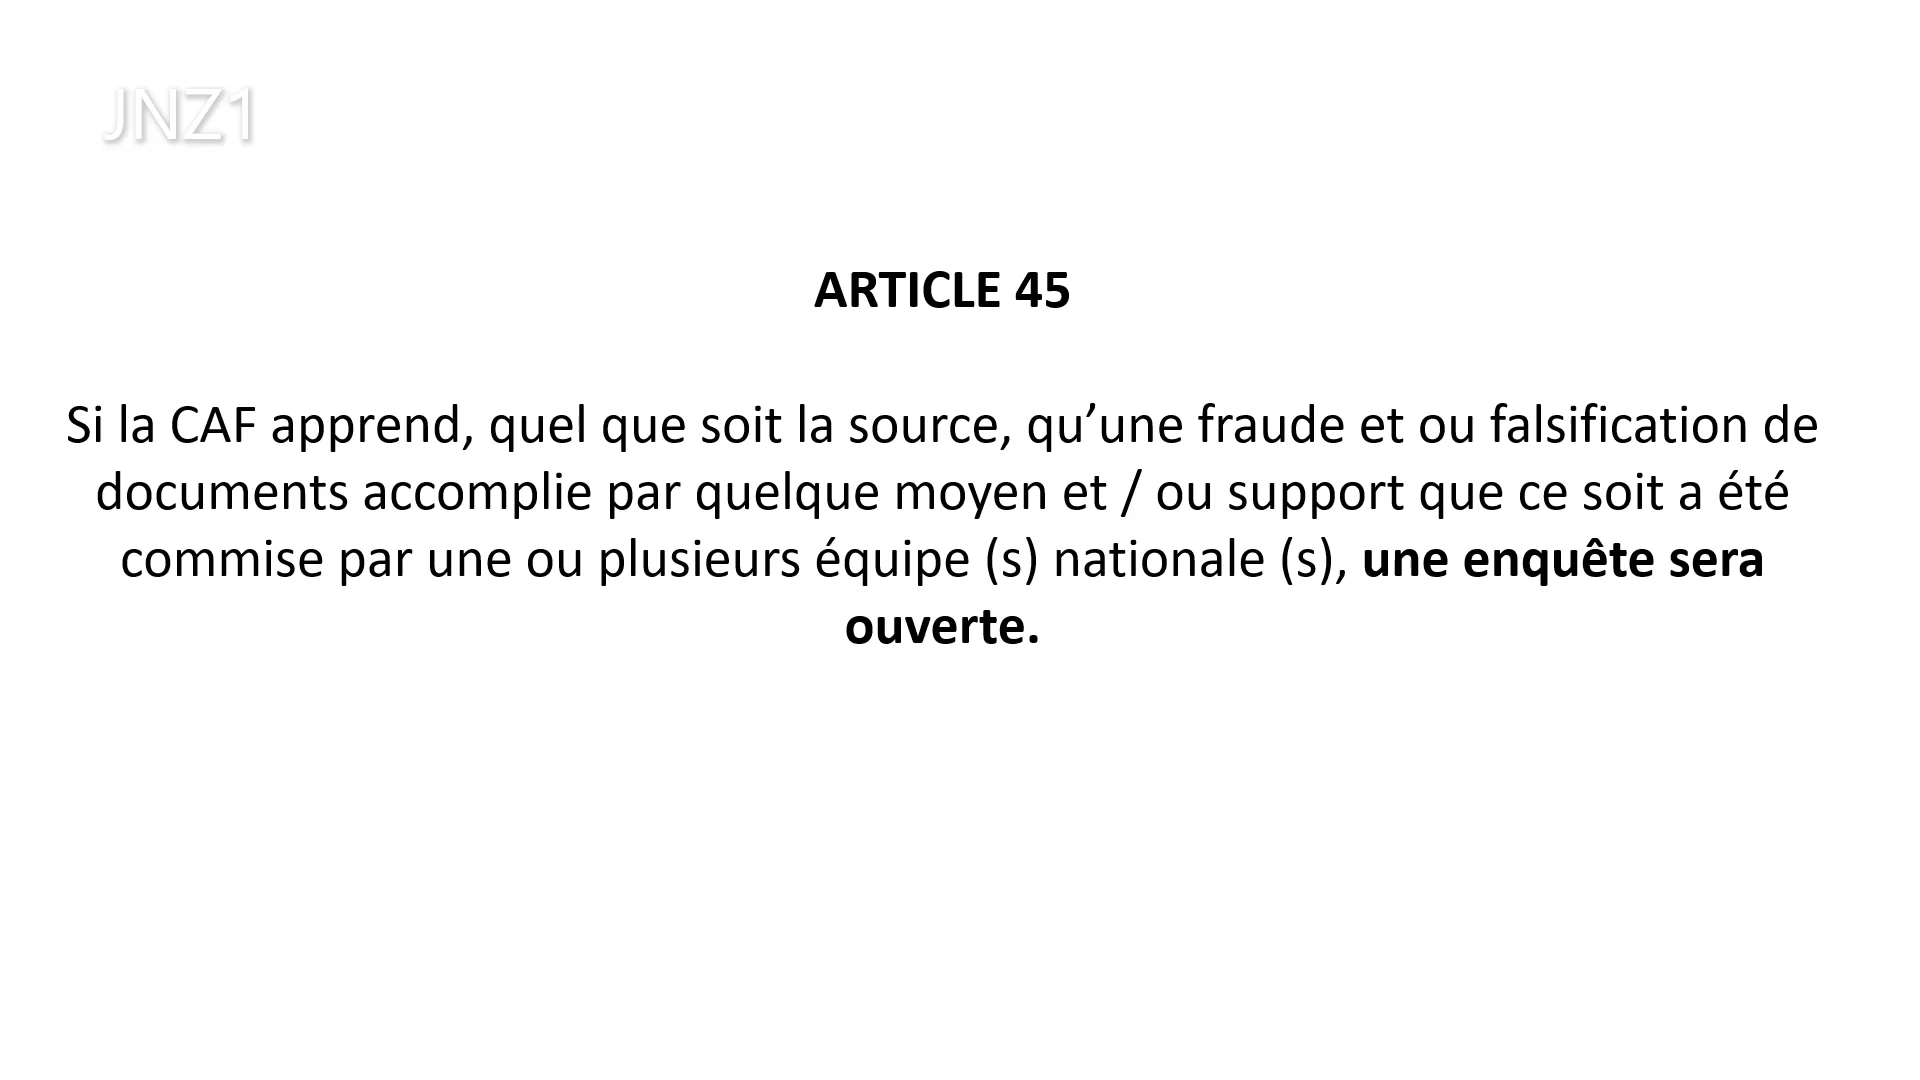 JNZ1
ARTICLE 45
Si la CAF apprend, quel que soit la source, qu’une fraude et ou falsification de
documents accomplie par quelque moyen et / ou support que ce soit a été
commise par une ou plusieurs équipe (s) nationale (s), une enquête sera
ouverte.